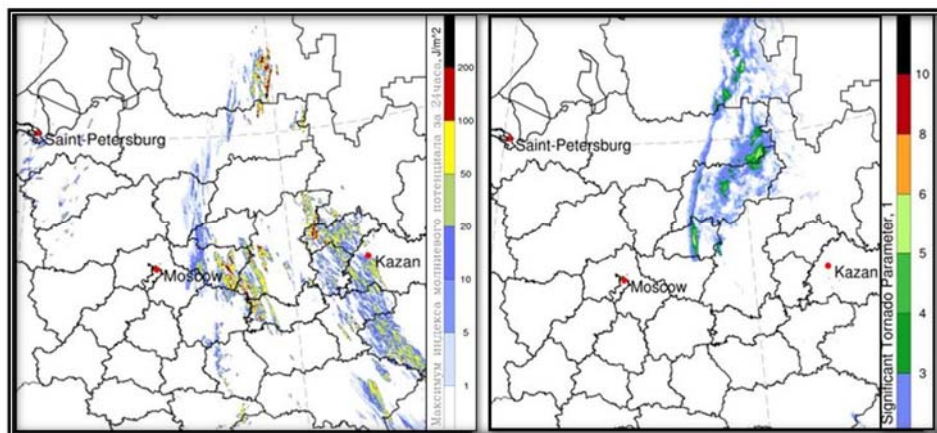 Saint-Petersburg
Moscow
Kazan
200
100
50
20
10
5
1
Максимум индекса молниевого потенциала за 24часа, J/m^2
Saint-Petersburg
Moscow
Kazan
10
8
6
5
4
3
Significant Tornado Parameter, 1